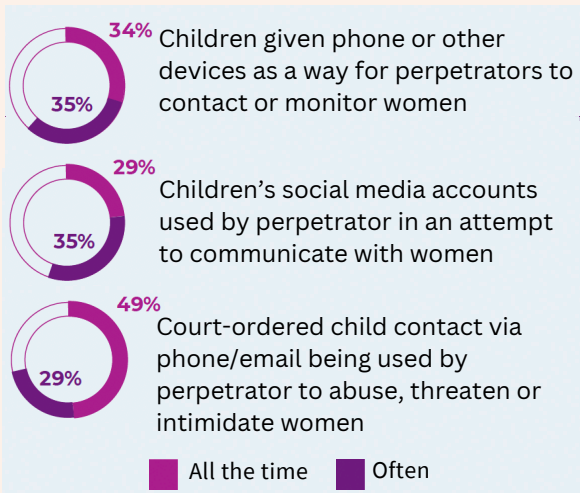 34%
Children given phone or other
devices as a way for perpetrators to
contact or monitor women
35%
29%
Children’s social media accounts
used by perpetrator in an attempt
to communicate with women
35%
49%
Court-ordered child contact via
phone/email being used by
perpetrator to abuse, threaten or
intimidate women
29%
All the time
Often